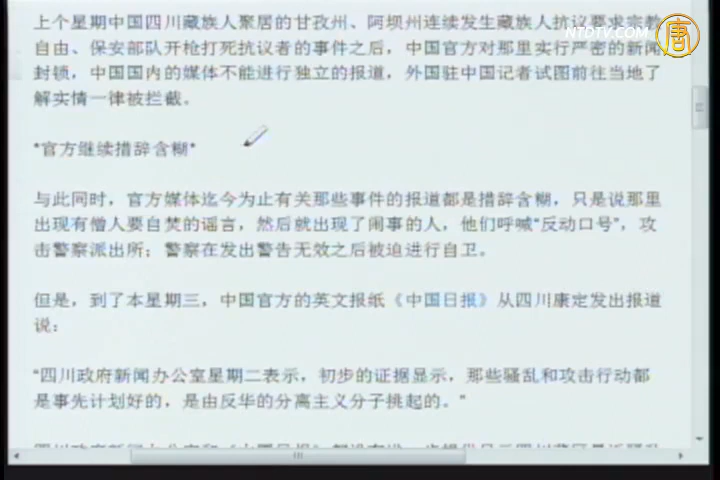 上个星期中国四川藏族人聚居的甘孜州、阿坝州连续发生藏族人抗议要求宗教
自由、保安部队开枪打死抗议者的事件之后，中国官方对那里实行严密的新闻
封锁，中国国内的媒体不能进行独立的报道，外国驻中国记者试图前往当地了
解实情一律被拦截。
"官方继续措辞含糊"
与此同时，官方媒体迄今为止有关那些事件的报道都是措辞含糊，只是说那里
出现有僧人要自焚的谣言，然后就出现了闹事的人，他们呼喊"反动口号"，攻
击警察派出所；警察在发出警告无效之后被迫进行自卫。
但是，到了本星期三，中国官方的英文报纸《中国日报》从四川康定发出报道
说：
"四川政府新闻办公室星期二表示，初步的证据显示，那些骚乱和攻击行动都
是事先计划好的，是由反华的分离主义分子挑起的。"
NTDTV.COM
唐